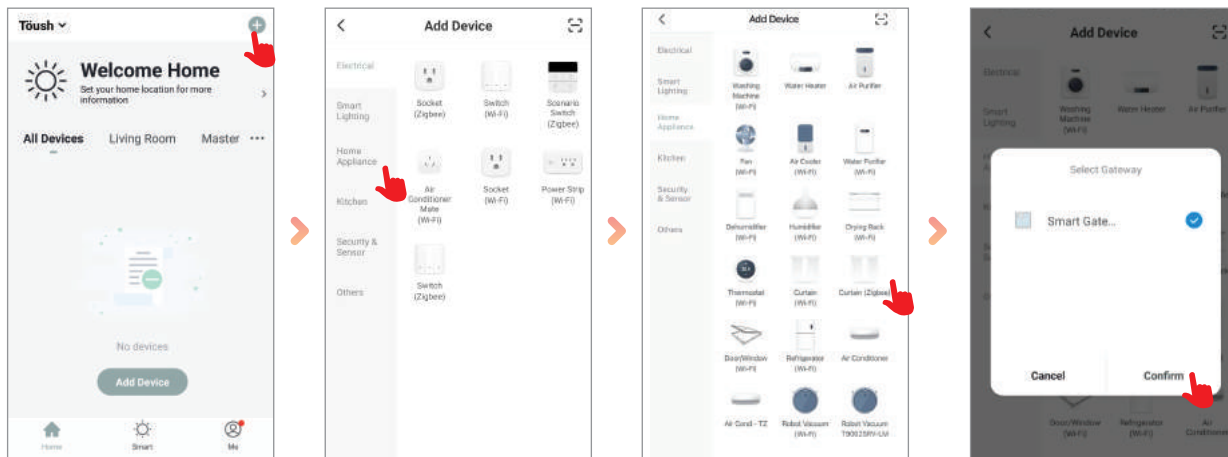 Töush
Welcome Home
Set your home location for more
information
All Devices Living Room Master ...
No devices
Add Device
Home Smart Me
Add Device
Electrical
Smart
Lighting
Home
Appliance
Kitchen
Security &
Sensor
Others
Socket
(Zigbee)
Switch
(Wi-Fi)
Scenario
Switch
(Zigbee)
Air
Conditioner
Mate
(Wi-Fi)
Socket
(Wi-Fi)
Power Strip
(Wi-Fi)
Switch
(Zigbee)
Add Device
Electrical
Smart
Lighting
Home
Appliance
Kitchen
Security
& Sensor
Others
Washing
Machine
(Wi-Fi)
Water Heater
Air Purifier
Fan
(Wi-Fi)
Air Cooler
(Wi-Fi)
Water Purifier
(Wi-Fi)
Dehumidifier
(Wi-Fi)
Humidifier
(Wi-Fi)
Drying Rack
(Wi-Fi)
Thermostat
(Wi-Fi)
Curtain
(Wi-Fi)
Curtain (Zigbee)
Door/Window
(Wi-Fi)
Refrigerator
(Wi-Fi)
Air Conditioner
Air Cond - TZ
Robot Vacuum
(Wi-Fi)
Robot Vacuum
Add Device
Electrical
Smart
Lighting
Washing
Machine
(Wi-Fi)
Water Heater
Air Purifier
Select Gateway
Smart Gate...
Cancel Confirm
Door/Window
(Wi-Fi)
Refrigerator
(Wi-Fi)
Air
Conditioner